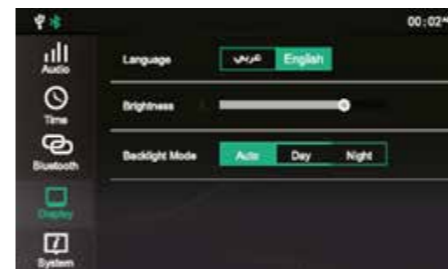 00:02
Audio
Language عربي English
Time
Brightness
Bluetooth
Backlight Mode Auto Day Night
Display
System